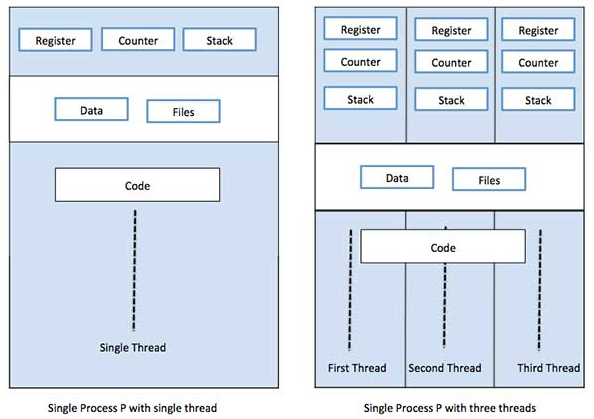 Register Counter Stack
Data Files
Code
Single Thread
Single Process P with single thread
Register Register Register
Counter Counter Counter
Stack Stack Stack
Data Files
Code
First Thread Second Thread Third Thread
Single Process P with three threads